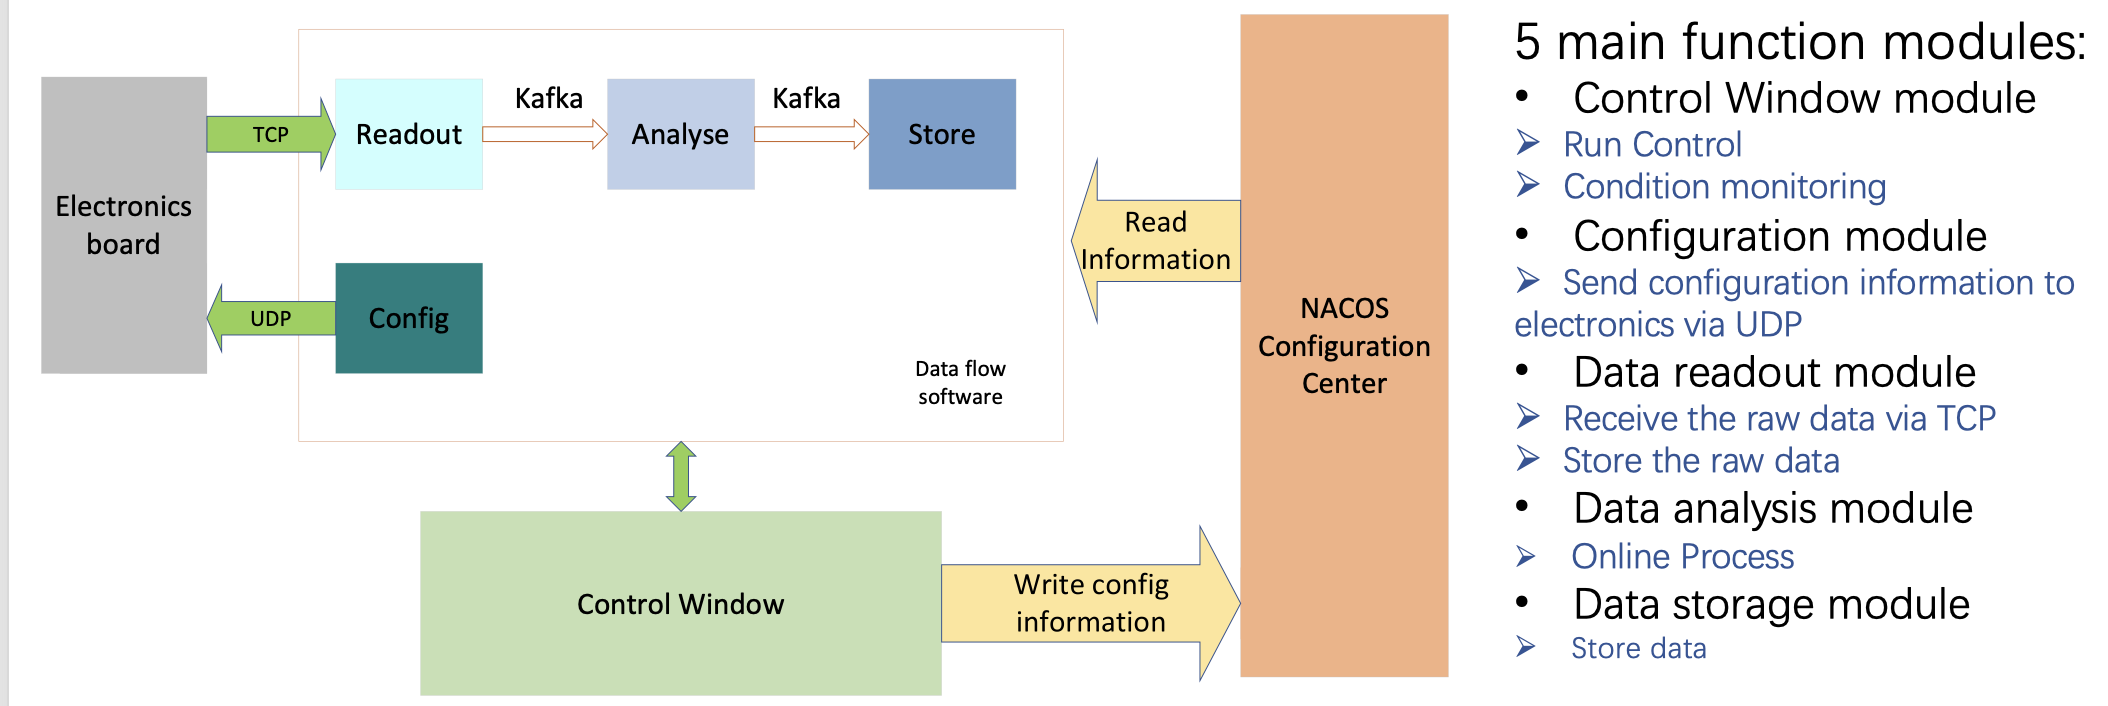 TCP
Readout
Kafka
Analyse
Kafka
Store
Electronics
board
UDP
Config
Data flow
software
Read
Information
NACOS
Configuration
Center
Control Window
Write config
information
5 main function modules:
• Control Window module
➢ Run Control
➢ Condition monitoring
• Configuration module
➢ Send configuration information to
electronics via UDP
• Data readout module
➢ Receive the raw data via TCP
➢ Store the raw data
• Data analysis module
➢ Online Process
• Data storage module
➢ Store data